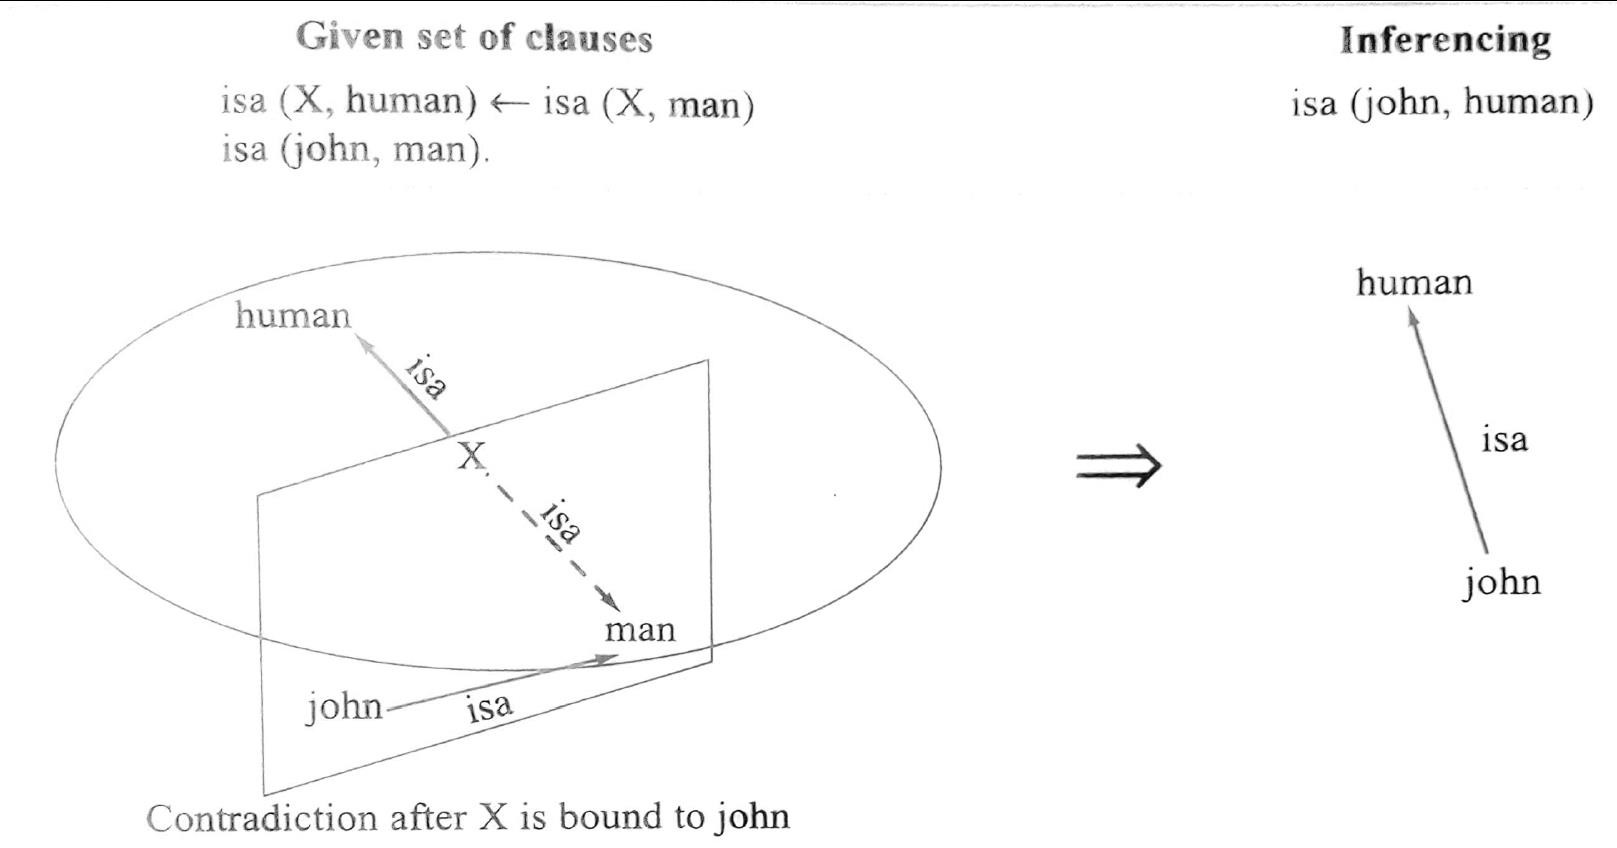 Given set of clauses
isa (X, human) ← isa (X, man)
isa (john, man).
Inferencing
isa (john, human)
human
isa
X
isa
man
john
isa
Contradiction after X is bound to john
⇒
human
isa
john